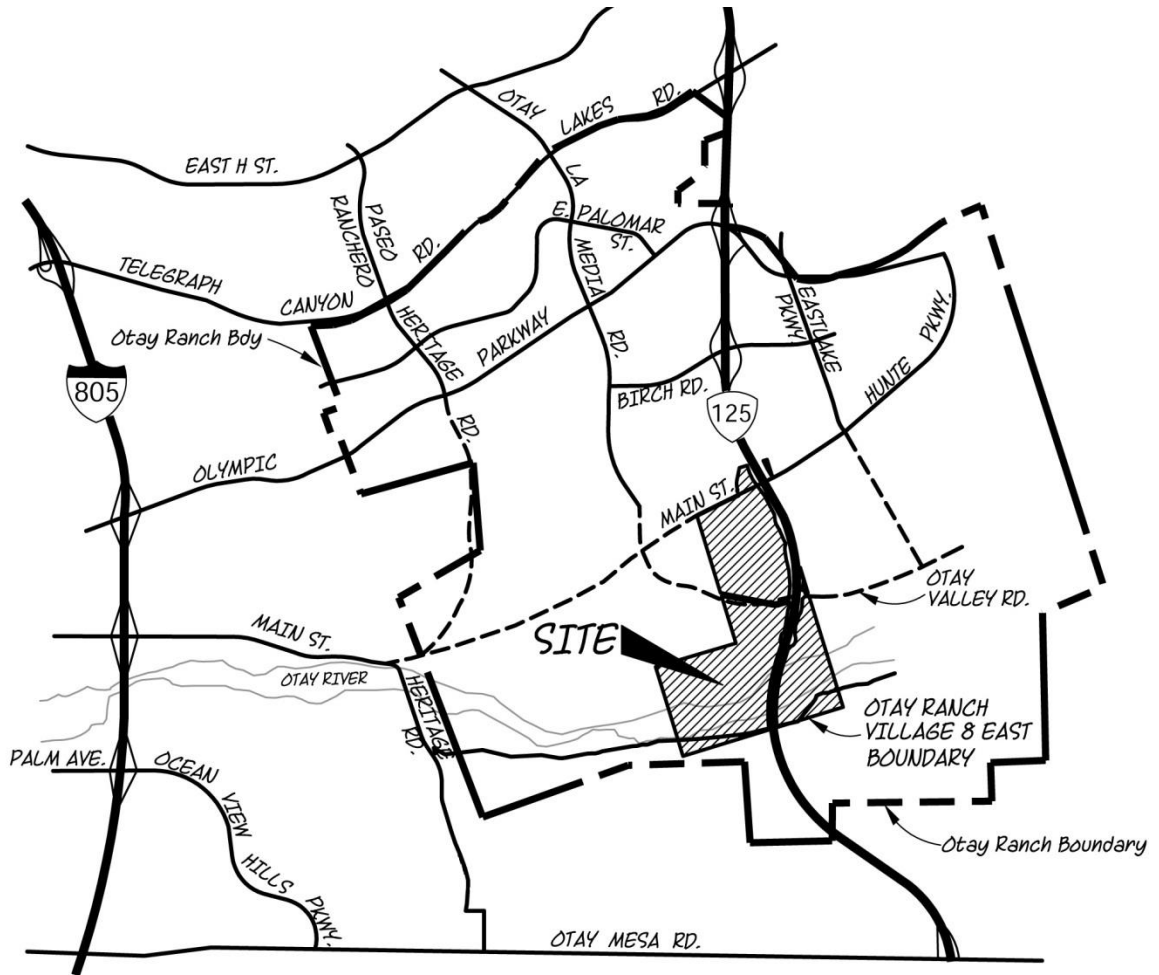 OTAY
LAKES RD.
EAST H ST.
LA
MEDIA
RD.
E. PALOMAR
ST.
PASEO
RANCHERO
TELEGRAPH
CANYON
RD.
Otay Ranch Bdy
HERITAGE
RD.
PARKWAY
OLYMPIC
EASTLAKE
PKWY.
HUNTE
PKWY.
BIRCH RD.
805
125
MAIN ST.
OTAY
VALLEY RD.
MAIN ST.
SITE
OTAY RIVER
HERITAGE
RD.
OTAY RANCH
VILLAGE 8 EAST
BOUNDARY
PALM AVE.
OCEAN
VIEW
HILLS
PKWY.
Otay Ranch Boundary
OTAY MESA RD.